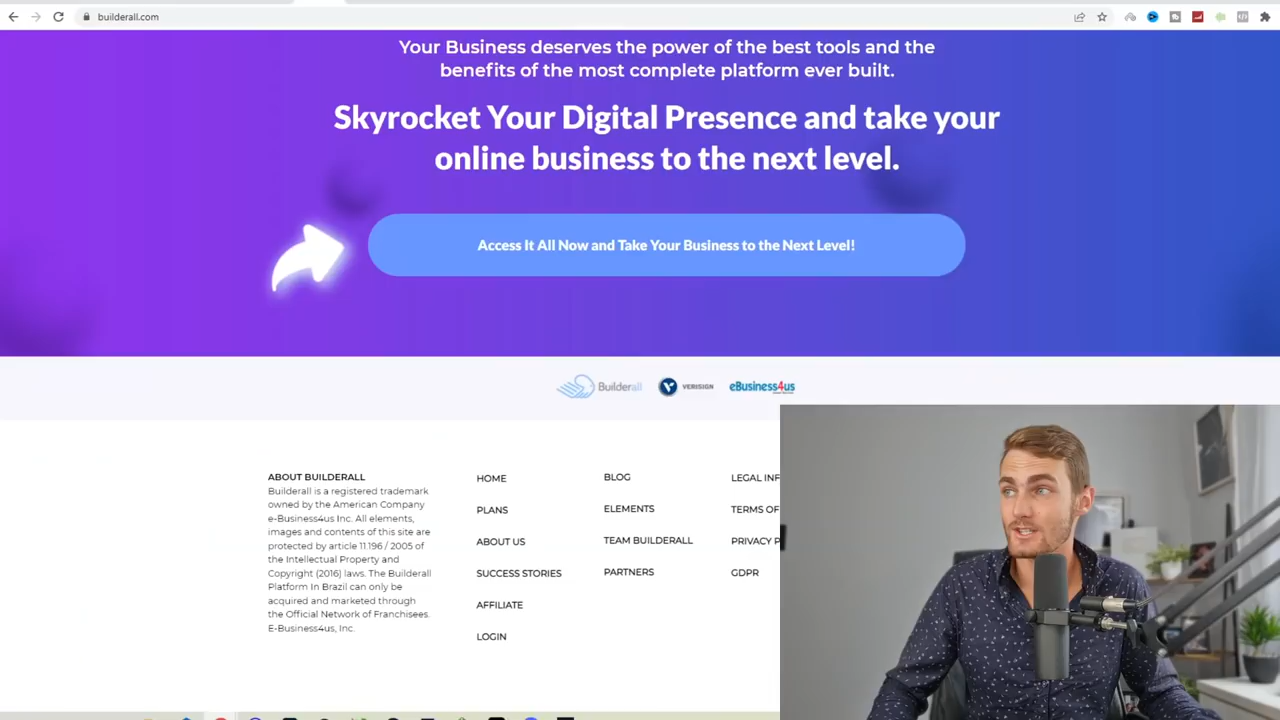 builderall.com
Your Business deserves the power of the best tools and the
benefits of the most complete platform ever built.
Skyrocket Your Digital Presence and take your
online business to the next level.
Access It All Now and Take Your Business to the Next Level!
Builderall
VERISIGN
eBusiness4us
ABOUT BUILDERALL
Builderall is a registered trademark
owned by the American Company
e-Business4us Inc. All elements,
images and contents of this site are
protected by article 11.196 / 2005 of
the Intellectual Property and
Copyright (2016) laws. The Builderall
Platform In Brazil can only be
acquired and marketed through
the Official Network of Franchisees.
E-Business4us, Inc.
HOME
PLANS
ABOUT US
SUCCESS STORIES
AFFILIATE
LOGIN
BLOG
ELEMENTS
TEAM BUILDERALL
PARTNERS
LEGAL INF
TERMS OF
PRIVACY P
GDPR